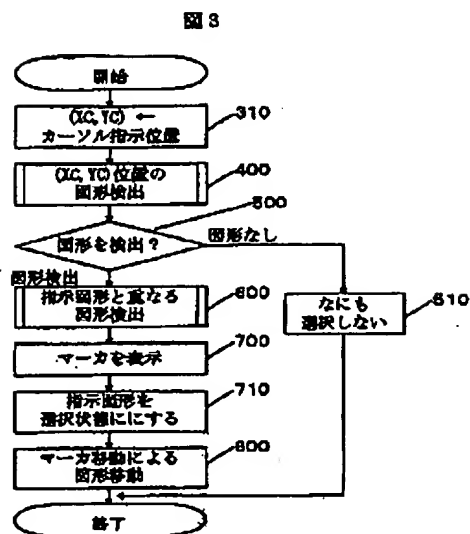 図 3
開始
(XC, YC) ←
カーソル指示位置
310
(XC, YC) 位置の
図形検出
400
500
図形を検出?
図形なし
図形検出
指示図形と重なる
図形検出
600
なにも
選択しない
510
マーカを表示
700
指示図形を
選択状態ににする
710
マーカ移動による
図形移動
800
終了